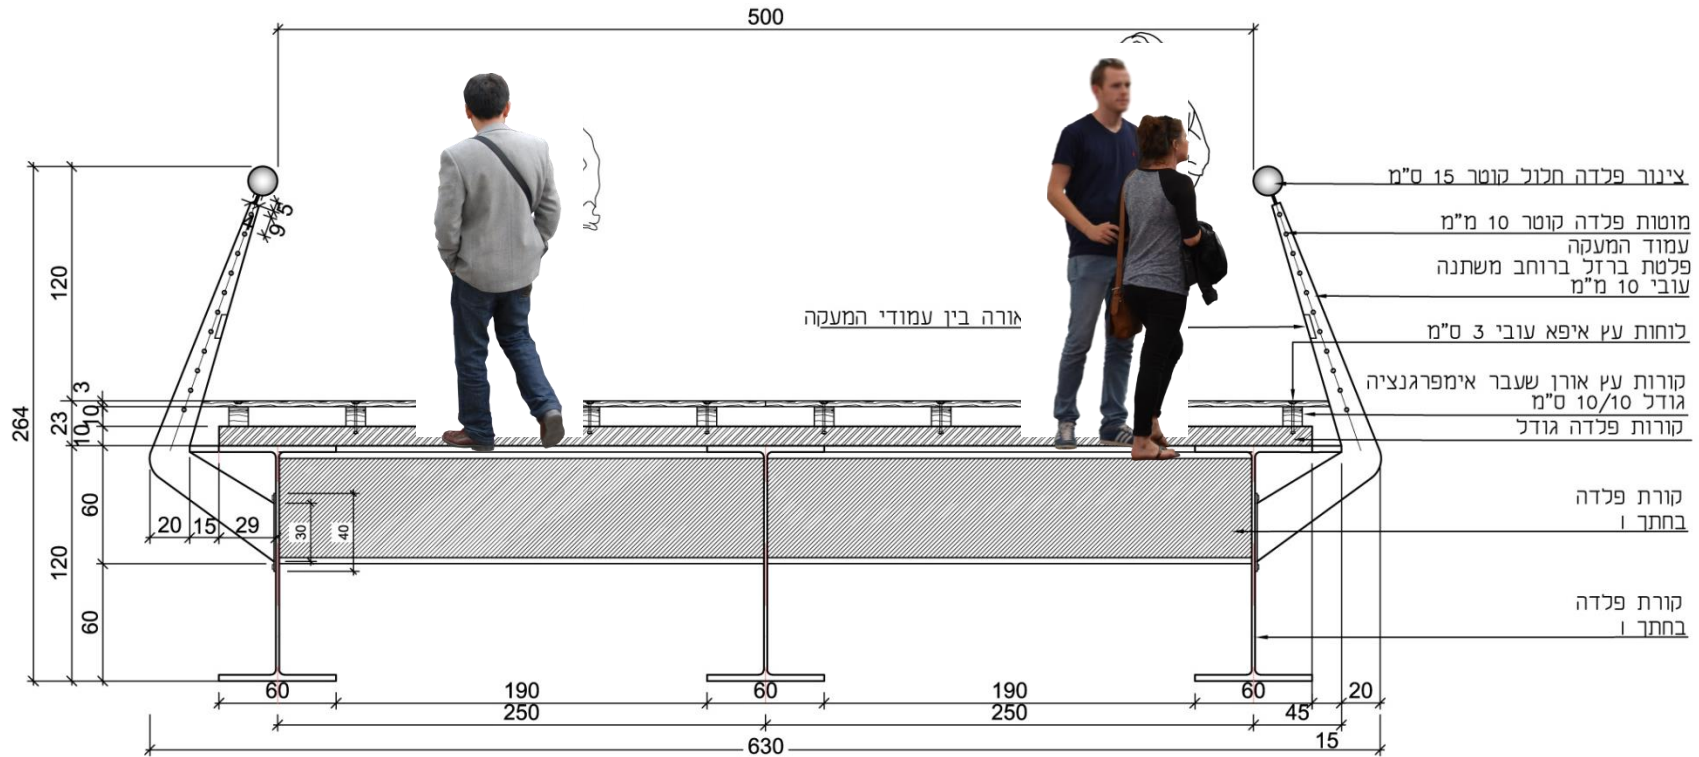 500
צינור פלדה חלול קוטר 15 ס"מ
מוטות פלדה קוטר 10 מ"מ
עמוד המעקה
פלטת ברזל ברוחב משתנה
עובי 10 מ"מ
אורה בין עמודי המעקה
לוחות עץ איפא עובי 3 ס"מ
קורות עץ אורן שעבר אימפרגנציה
גודל 10/10 ס"מ
קורות פלדה גודל
קורת פלדה
בחתך I
קורת פלדה
בחתך I
264
120
3
10
10
23
60
120
60
5
9
20 15 29
30
40
60 190 60 190 60 20
250 250 45
630 15